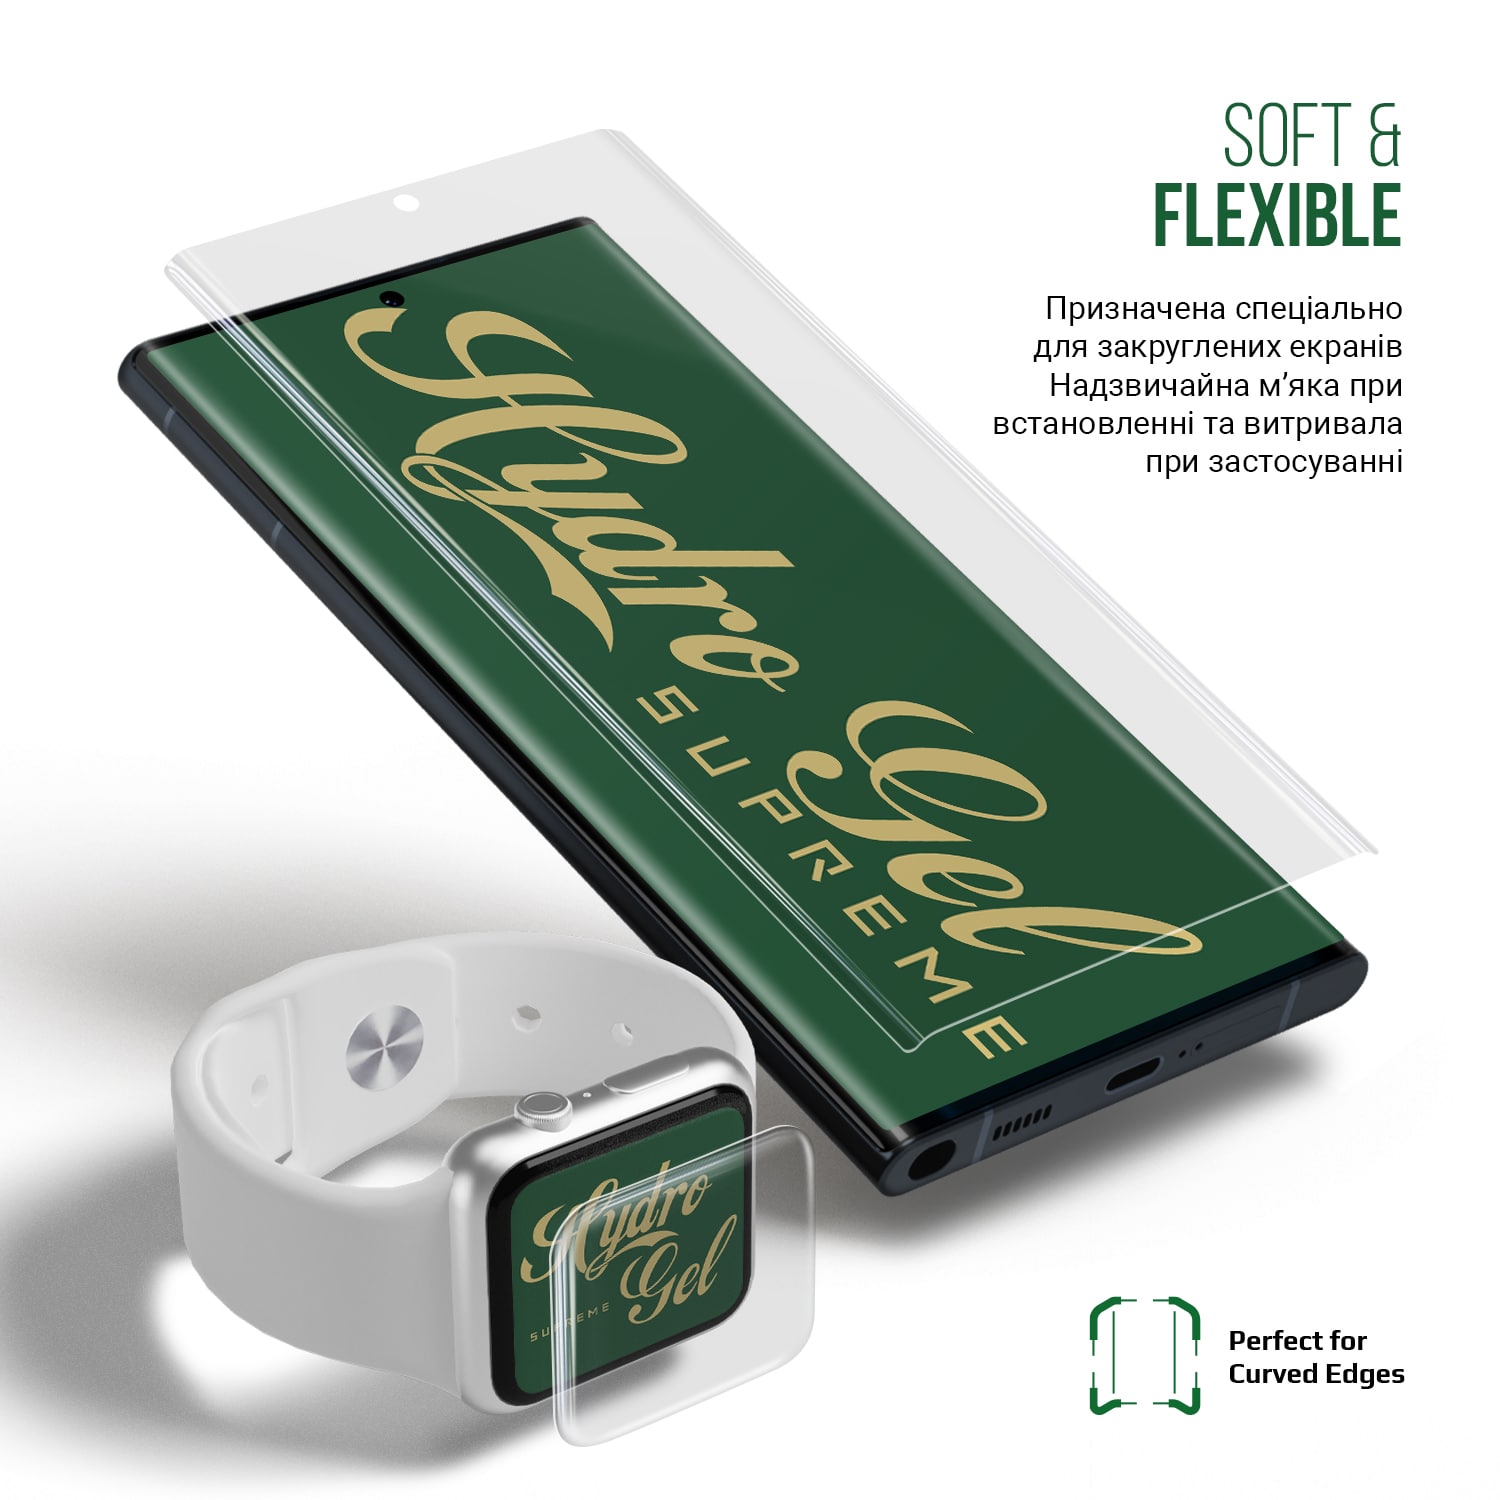 SOFT &
FLEXIBLE
Призначена спеціально
для закруглених екранів
Надзвичайна м’яка при
встановленні та витривала
при застосуванні
Hydro Gel
SUPREME
Hydro
Gel
SUPREME
Perfect for
Curved Edges